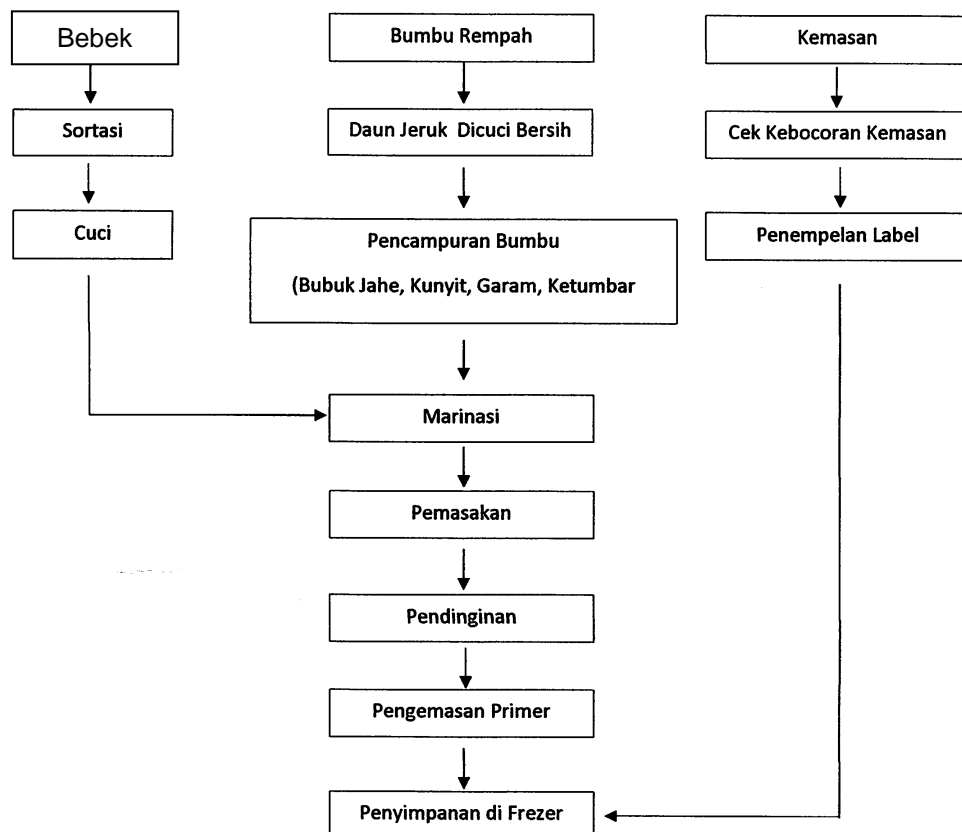 Bebek
Bumbu Rempah
Kemasan
Sortasi
Daun Jeruk Dicuci Bersih
Cek Kebocoran Kemasan
Cuci
Pencampuran Bumbu
(Bubuk Jahe, Kunyit, Garam, Ketumbar
Penempelan Label
Marinasi
Pemasakan
Pendinginan
Pengemasan Primer
Penyimpanan di Frezer